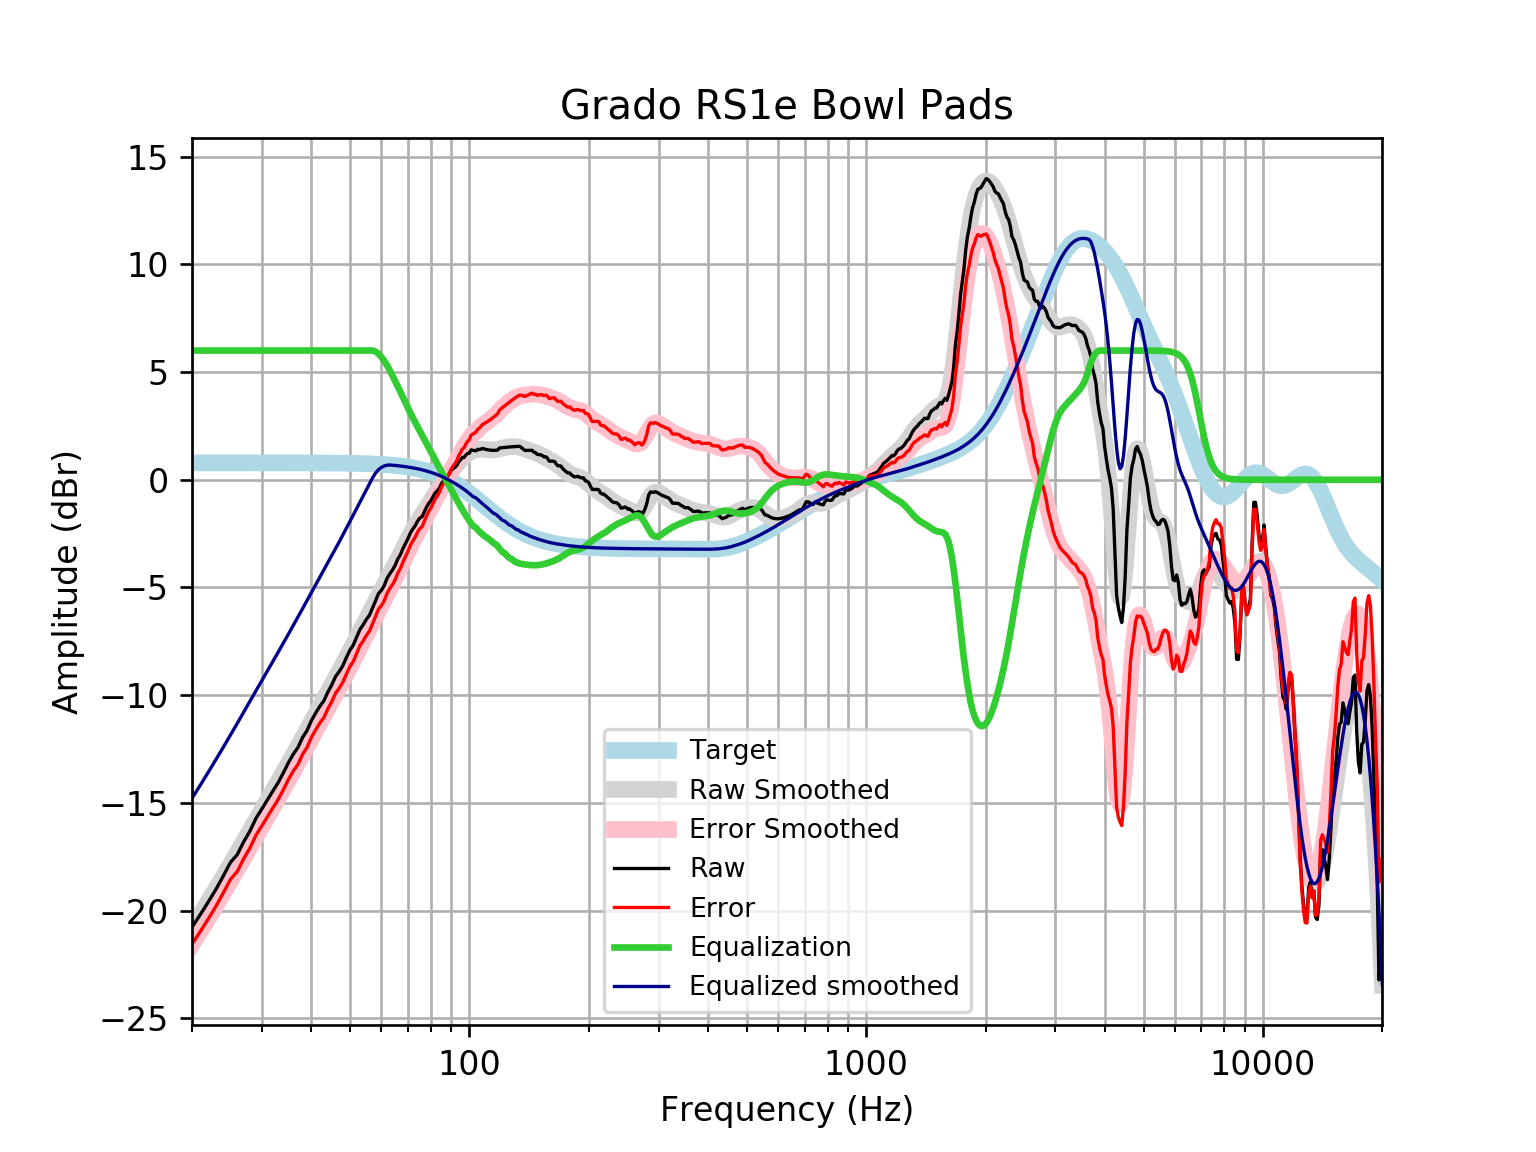 Grado RS1e Bowl Pads
15
10
5
0
−5
−10
−15
−20
−25
Amplitude (dBr)
Target
Raw Smoothed
Error Smoothed
Raw
Error
Equalization
Equalized smoothed
100 1000 10000
Frequency (Hz)